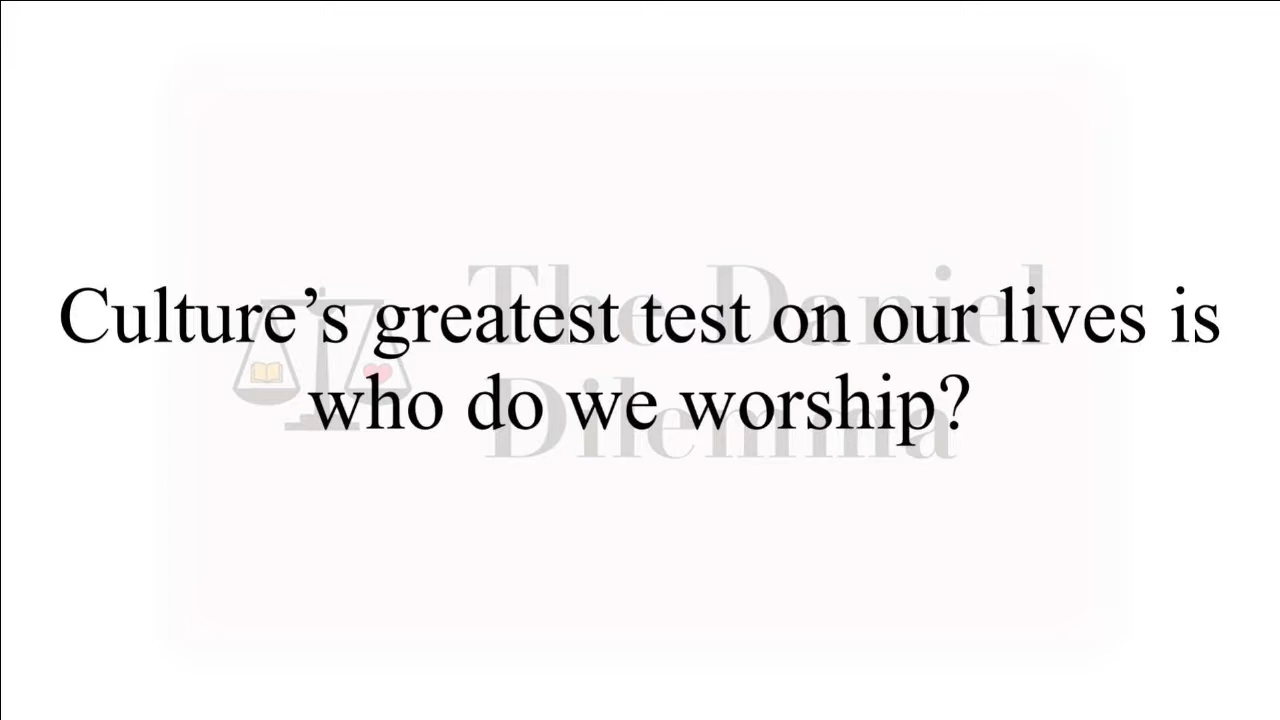 The Daniel
Dilemma
Culture’s greatest test on our lives is
who do we worship?